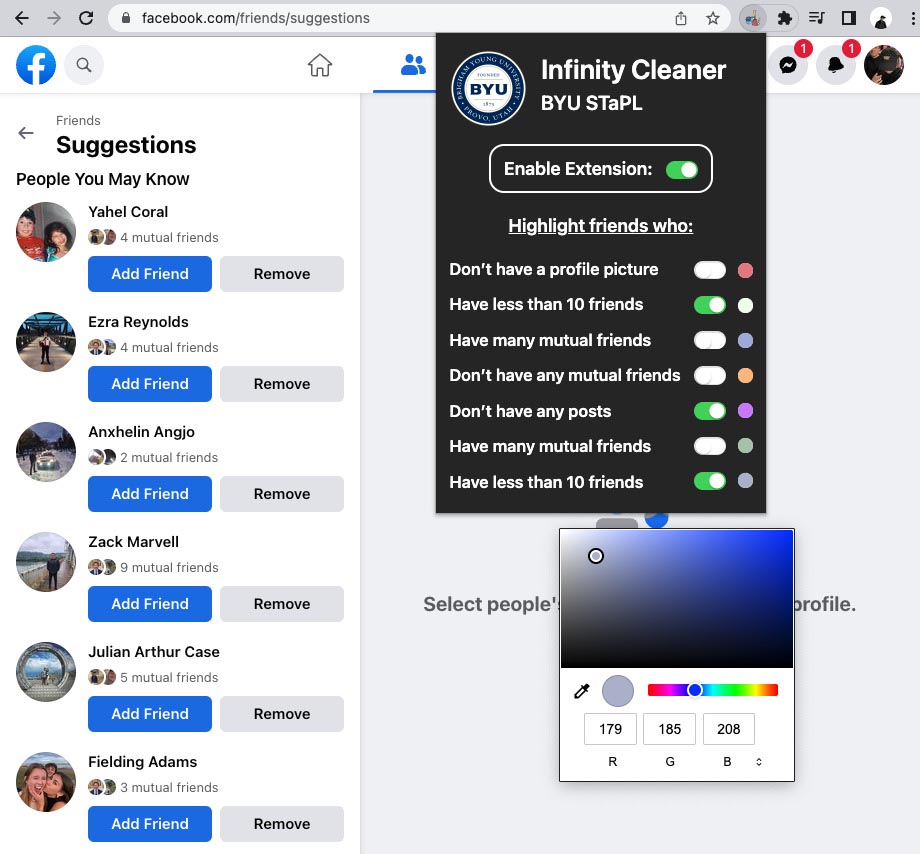 facebook.com/friends/suggestions
1
1
Friends
Suggestions
People You May Know
Yahel Coral
4 mutual friends
Add Friend
Remove
Ezra Reynolds
4 mutual friends
Add Friend
Remove
Anxhelin Angjo
2 mutual friends
Add Friend
Remove
Zack Marvell
9 mutual friends
Add Friend
Remove
Julian Arthur Case
5 mutual friends
Add Friend
Remove
Fielding Adams
3 mutual friends
Add Friend
Remove
BRIGHAM YOUNG UNIVERSITY
FOUNDED
BYU
1875
PROVO, UTAH
Infinity Cleaner
BYU STaPL
Enable Extension:
Highlight friends who:
Don’t have a profile picture
Have less than 10 friends
Have many mutual friends
Don’t have any mutual friends
Don’t have any posts
Have many mutual friends
Have less than 10 friends
Select people's profile.
179 185 208
R G B